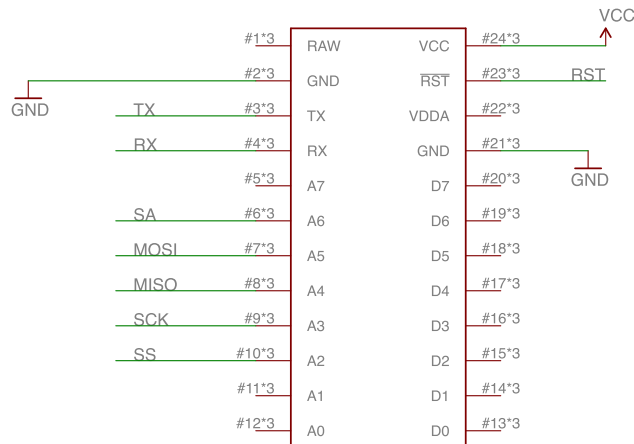 VCC
#1*3 RAW VCC #24*3
#2*3 GND RST #23*3 RST
GND
TX #3*3 TX VDDA #22*3
RX #4*3 RX GND #21*3
GND
#5*3 A7 D7 #20*3
SA #6*3 A6 D6 #19*3
MOSI #7*3 A5 D5 #18*3
MISO #8*3 A4 D4 #17*3
SCK #9*3 A3 D3 #16*3
SS #10*3 A2 D2 #15*3
#11*3 A1 D1 #14*3
#12*3 A0 D0 #13*3